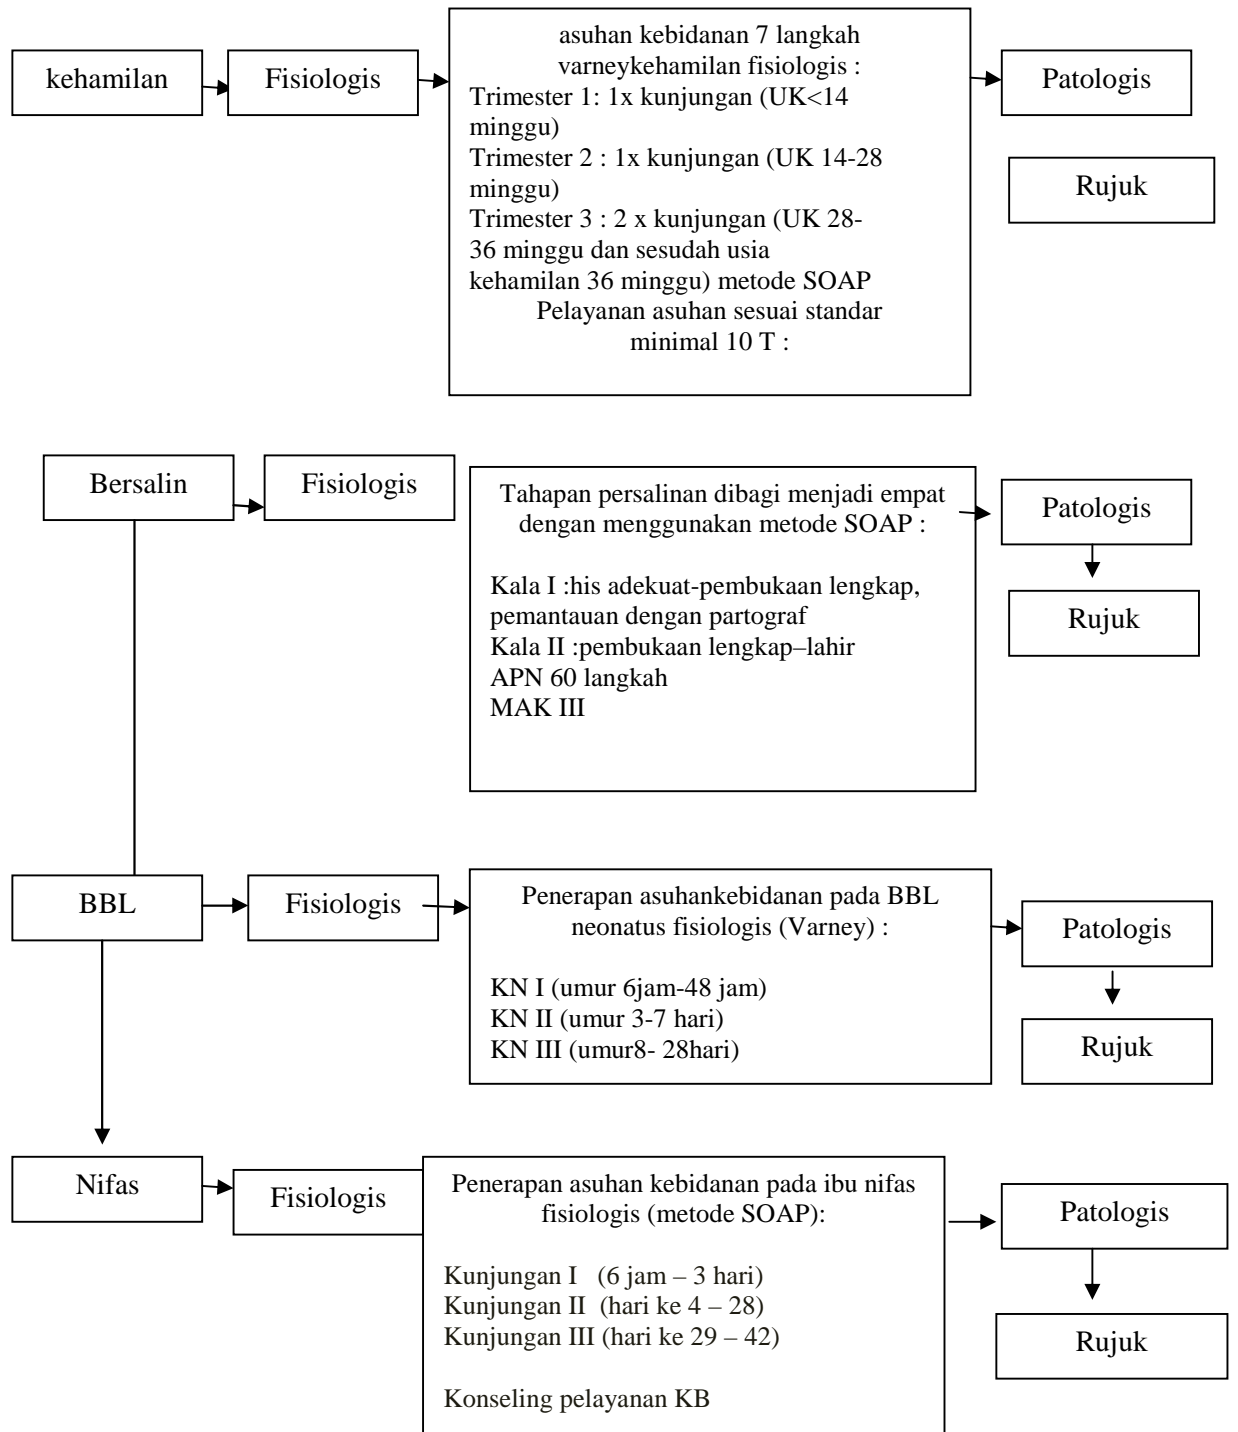 kehamilan
Fisiologis
asuhan kebidanan 7 langkah
varneykehamilan fisiologis :
Trimester 1: 1x kunjungan (UK<14
minggu)
Trimester 2 : 1x kunjungan (UK 14-28
minggu)
Trimester 3 : 2 x kunjungan (UK 28-
36 minggu dan sesudah usia
kehamilan 36 minggu) metode SOAP
Pelayanan asuhan sesuai standar
minimal 10 T :
Patologis
Rujuk
Bersalin
Fisiologis
Tahapan persalinan dibagi menjadi empat
dengan menggunakan metode SOAP :
Kala I :his adekuat-pembukaan lengkap,
pemantauan dengan partograf
Kala II :pembukaan lengkap–lahir
APN 60 langkah
MAK III
Patologis
Rujuk
BBL
Fisiologis
Penerapan asuhankebidanan pada BBL
neonatus fisiologis (Varney) :
KN I (umur 6jam-48 jam)
KN II (umur 3-7 hari)
KN III (umur8- 28hari)
Patologis
Rujuk
Nifas
Fisiologis
Penerapan asuhan kebidanan pada ibu nifas
fisiologis (metode SOAP):
Kunjungan I (6 jam – 3 hari)
Kunjungan II (hari ke 4 – 28)
Kunjungan III (hari ke 29 – 42)
Konseling pelayanan KB
Patologis
Rujuk